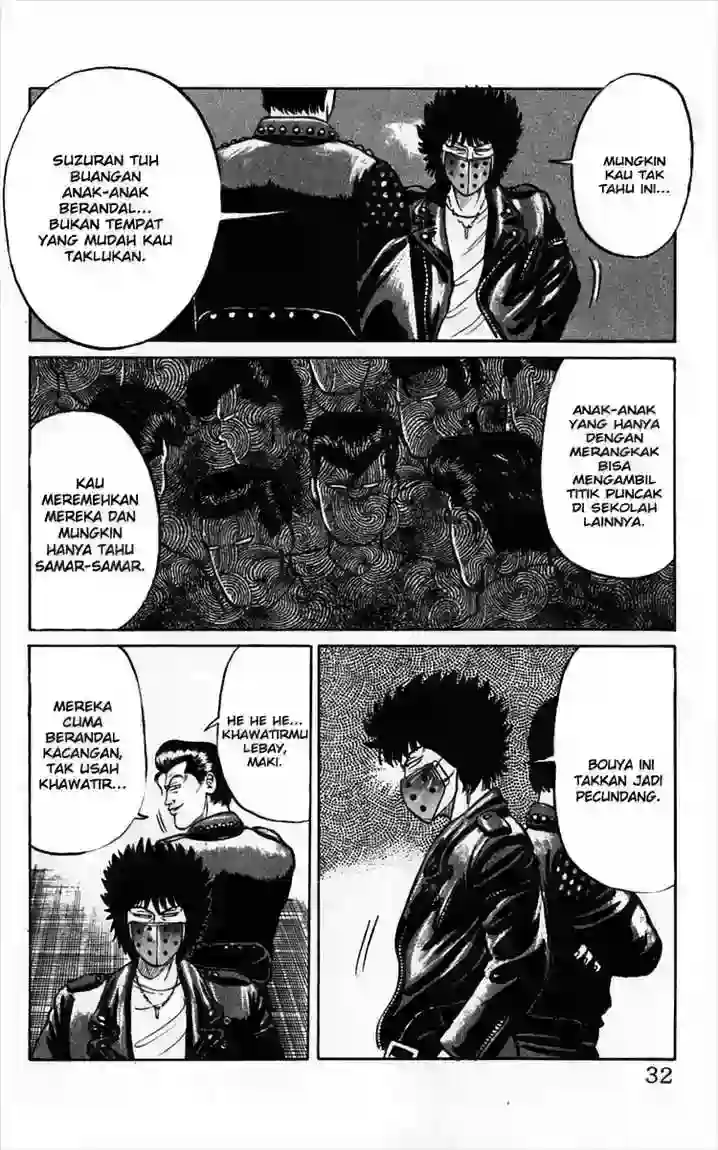 MUNGKIN
KAU TAK
TAHU INI...
SUZURAN TUH
BUANGAN
ANAK-ANAK
BERANDAL...
BUKAN TEMPAT
YANG MUDAH KAU
TAKLUKAN.
ANAK-ANAK
YANG HANYA
DENGAN
MERANGKAK
BISA
MENGAMBIL
TITIK PUNCAK
DI SEKOLAH
LAINNYA.
KAU
MEREMEHKAN
MEREKA DAN
MUNGKIN
HANYA TAHU
SAMAR-SAMAR.
BOUYA INI
TAKKAN JADI
PECUNDANG.
HE HE HE...
KHAWATIRMU
LEBAY,
MAKI.
MEREKA
CUMA
BERANDAL
KACANGAN,
TAK USAH
KHAWATIR...
32